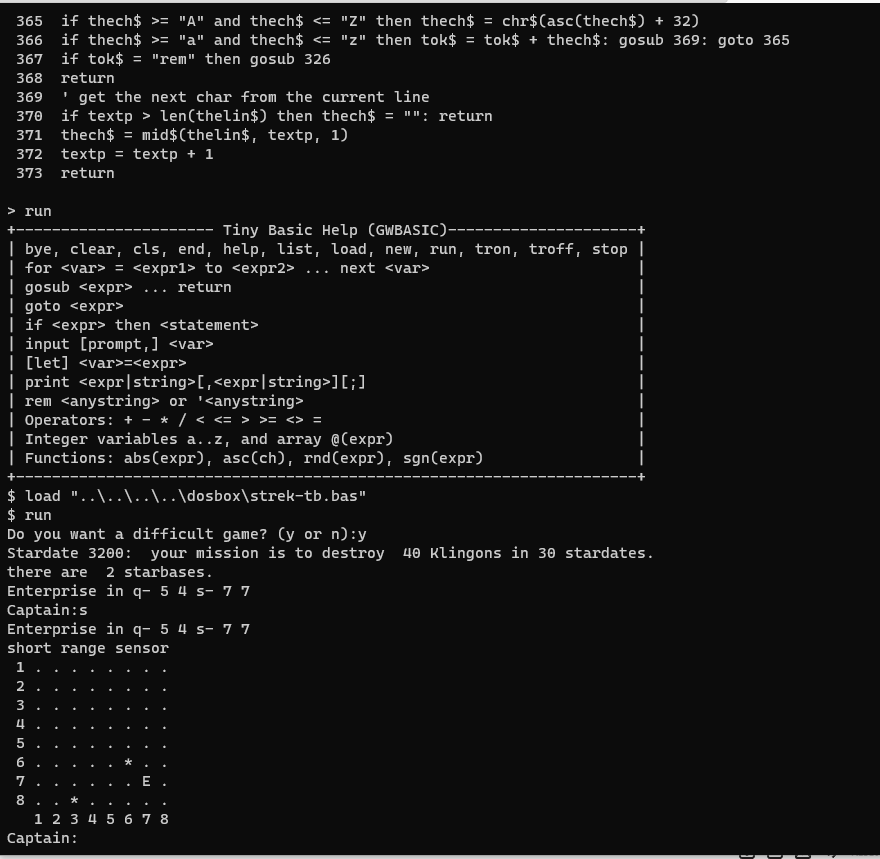 365  if thech$ >= "A" and thech$ <= "Z" then thech$ = chr$(asc(thech$) + 32)
366  if thech$ >= "a" and thech$ <= "z" then tok$ = tok$ + thech$: gosub 369: goto 365
367  if tok$ = "rem" then gosub 326
368  return
369  ' get the next char from the current line
370  if textp > len(thelin$) then thech$ = "": return
371  thech$ = mid$(thelin$, textp, 1)
372  textp = textp + 1
373  return
> run
+---------------------- Tiny Basic Help (GWBASIC)---------------------+
| bye, clear, cls, end, help, list, load, new, run, tron, troff, stop |
| for <var> = <expr1> to <expr2> ... next <var>                       |
| gosub <expr> ... return                                             |
| goto <expr>                                                         |
| if <expr> then <statement>                                          |
| input [prompt,] <var>                                               |
| [let] <var>=<expr>                                                  |
| print <expr|string>[,<expr|string>][;]                              |
| rem <anystring> or '<anystring>                                     |
| Operators: + - * / < <= > >= <> =                                   |
| Integer variables a..z, and array @(expr)                           |
| Functions: abs(expr), asc(ch), rnd(expr), sgn(expr)                 |
+---------------------------------------------------------------------+
$ load "..\..\..\..\dosbox\strek-tb.bas"
$ run
Do you want a difficult game? (y or n):y
Stardate 3200:  your mission is to destroy  40 Klingons in 30 stardates.
there are  2 starbases.
Enterprise in q- 5 4 s- 7 7
Captain:s
Enterprise in q- 5 4 s- 7 7
short range sensor
 1 . . . . . . . .
 2 . . . . . . . .
 3 . . . . . . . .
 4 . . . . . . . .
 5 . . . . . . . .
 6 . . . . . * . .
 7 . . . . . . E .
 8 . . * . . . . .
   1 2 3 4 5 6 7 8
Captain: